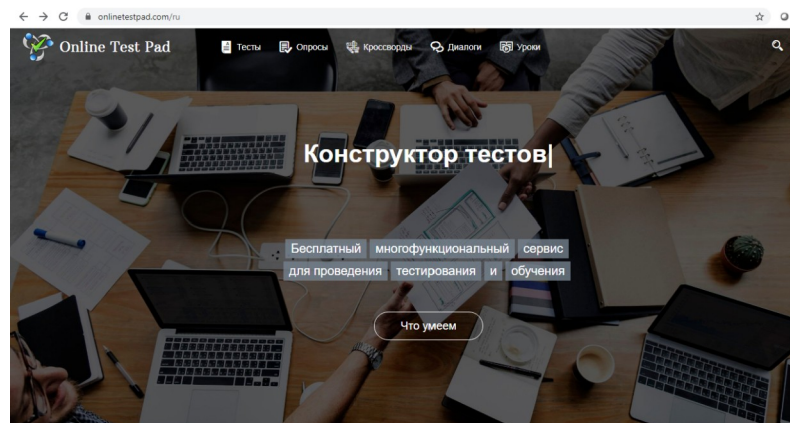 onlinetestpad.com/ru
Online Test Pad Тесты Опросы Кроссворды Диалоги Уроки
Конструктор тестов|
Бесплатный многофункциональный сервис
для проведения тестирования и обучения
Что умеем